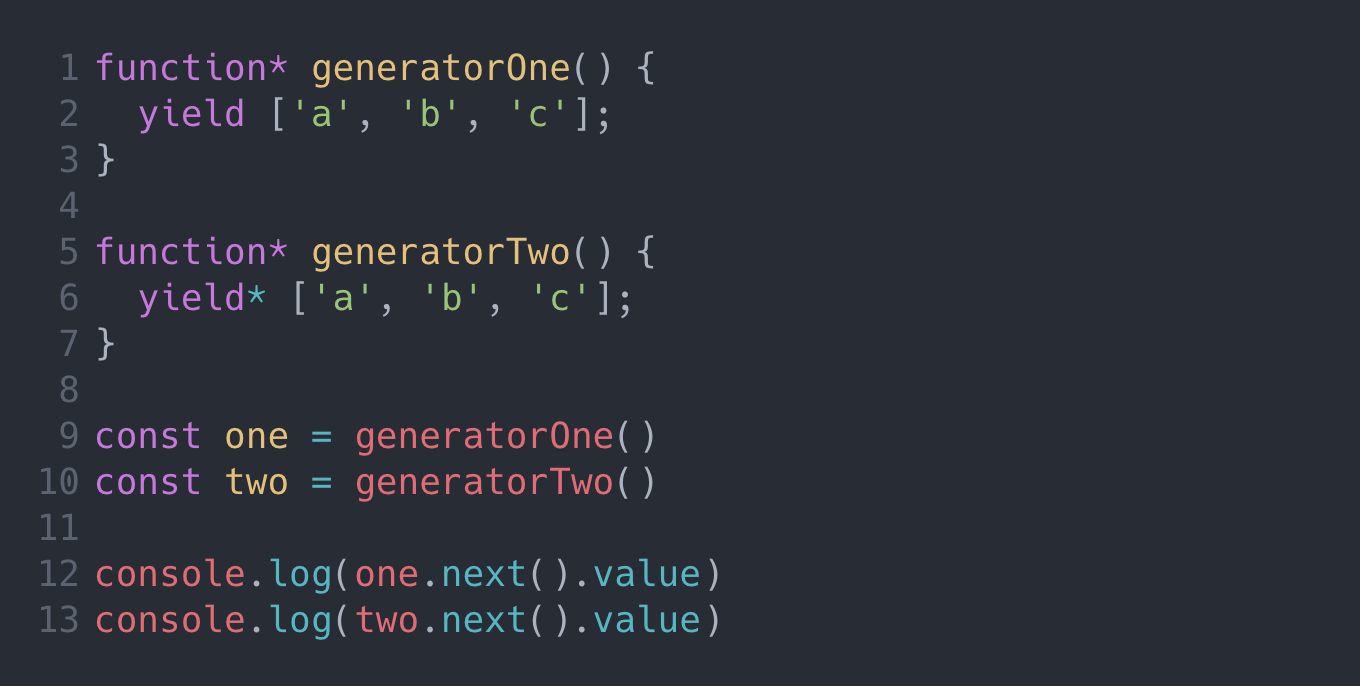 1 function* generatorOne() {
2   yield ['a', 'b', 'c'];
3 }
4
5 function* generatorTwo() {
6   yield* ['a', 'b', 'c'];
7 }
8
9 const one = generatorOne()
10 const two = generatorTwo()
11
12 console.log(one.next().value)
13 console.log(two.next().value)